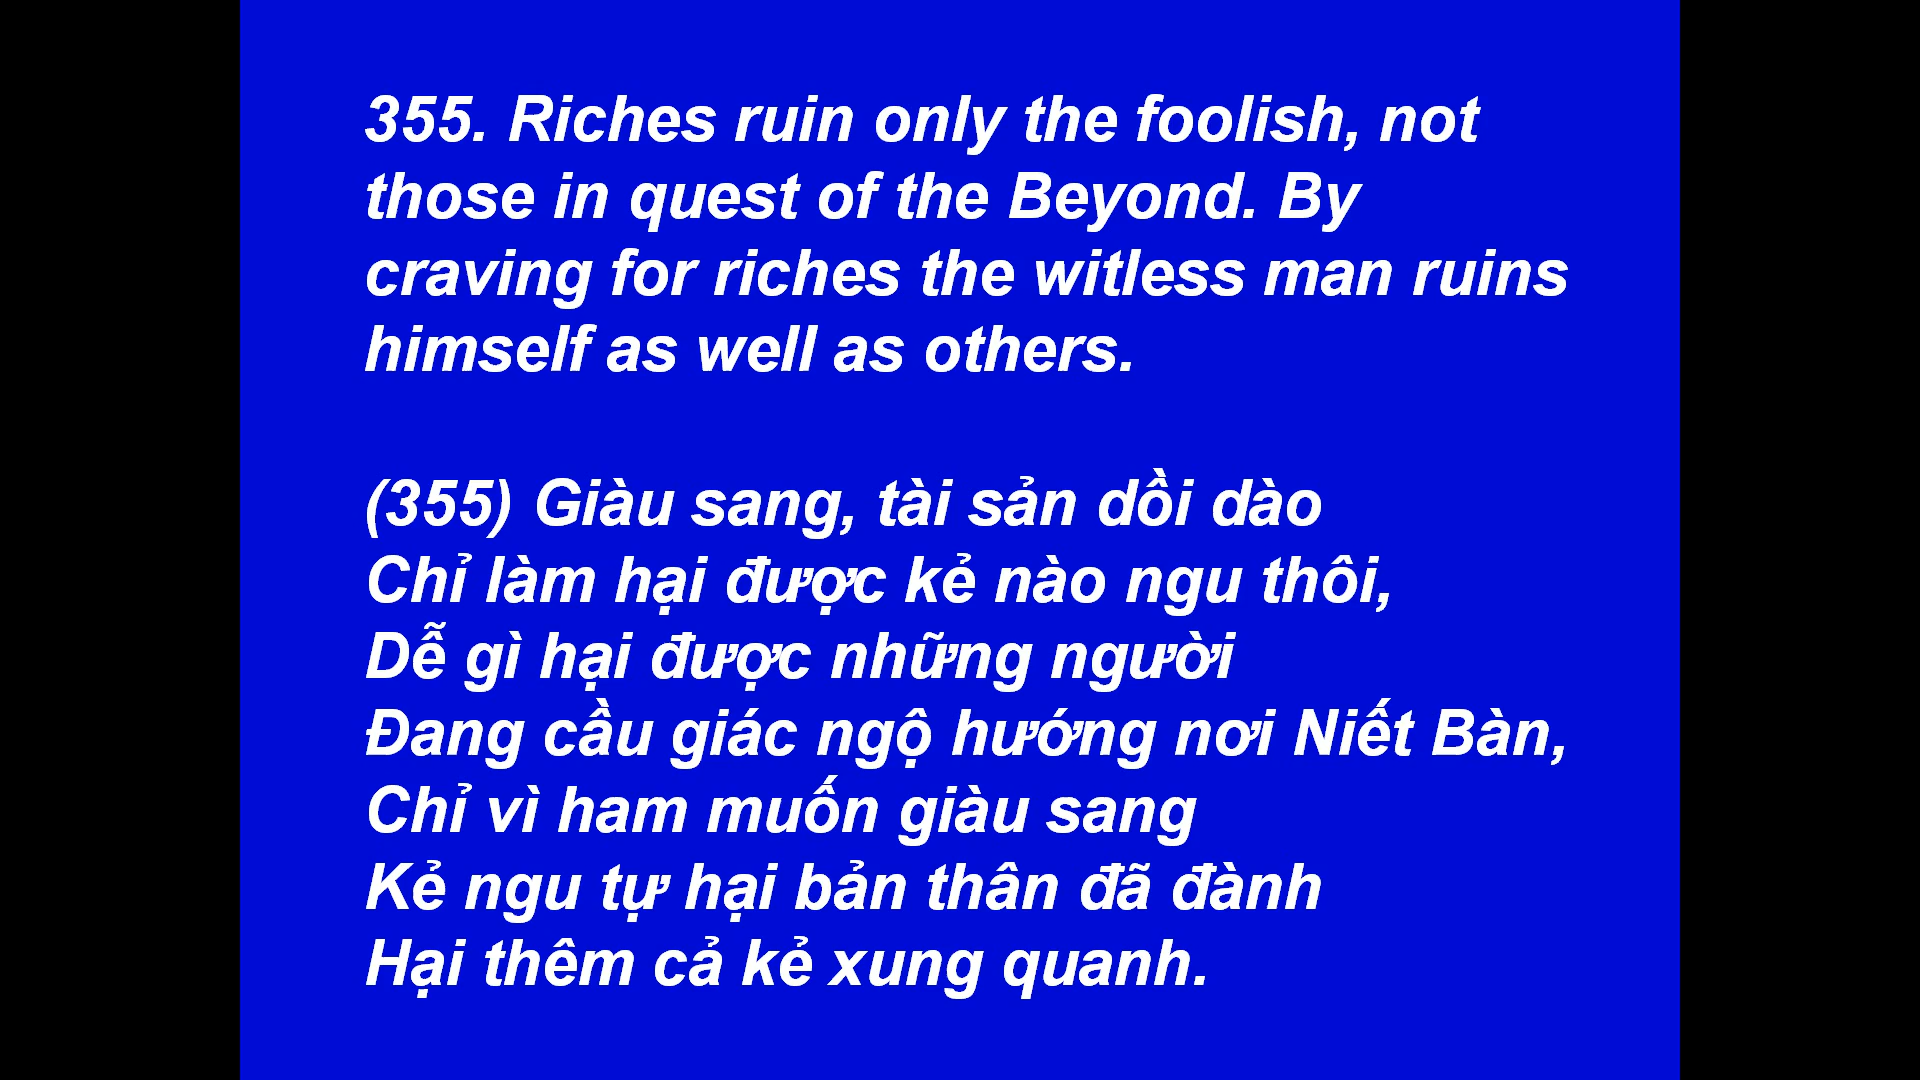 355. Riches ruin only the foolish, not
those in quest of the Beyond. By
craving for riches the witless man ruins
himself as well as others.
(355) Giàu sang, tài sản dồi dào
Chỉ làm hại được kẻ nào ngu thôi,
Dễ gì hại được những người
Đang cầu giác ngộ hướng nơi Niết Bàn,
Chỉ vì ham muốn giàu sang
Kẻ ngu tự hại bản thân đã đành
Hại thêm cả kẻ xung quanh.